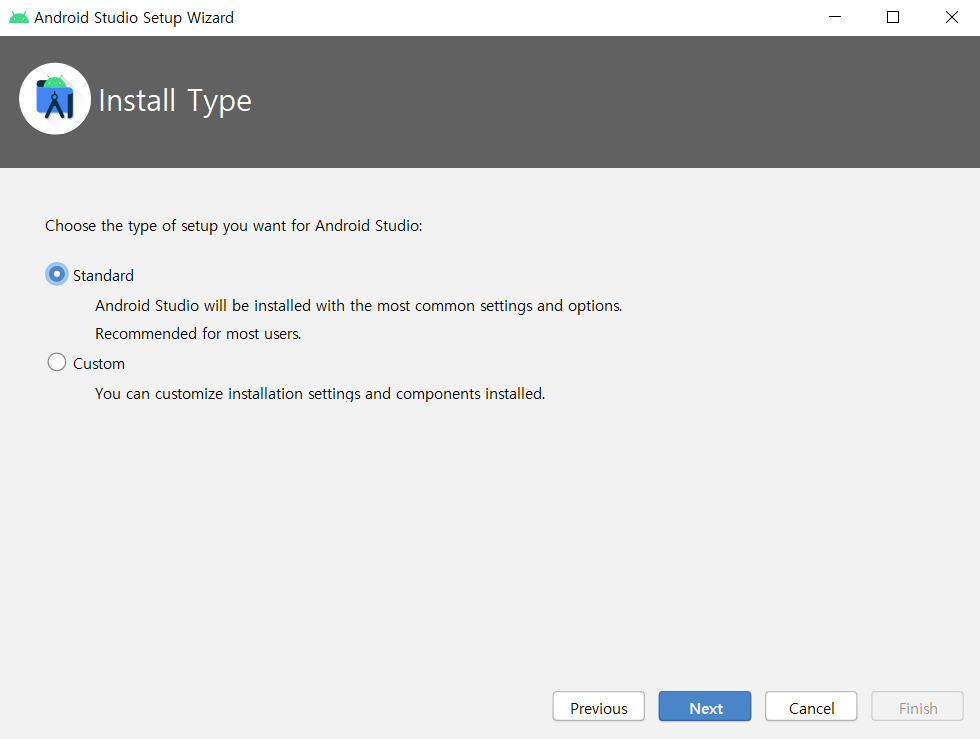 Android Studio Setup Wizard
Install Type
Choose the type of setup you want for Android Studio:
Standard
Android Studio will be installed with the most common settings and options.
Recommended for most users.
Custom
You can customize installation settings and components installed.
Previous Next Cancel Finish